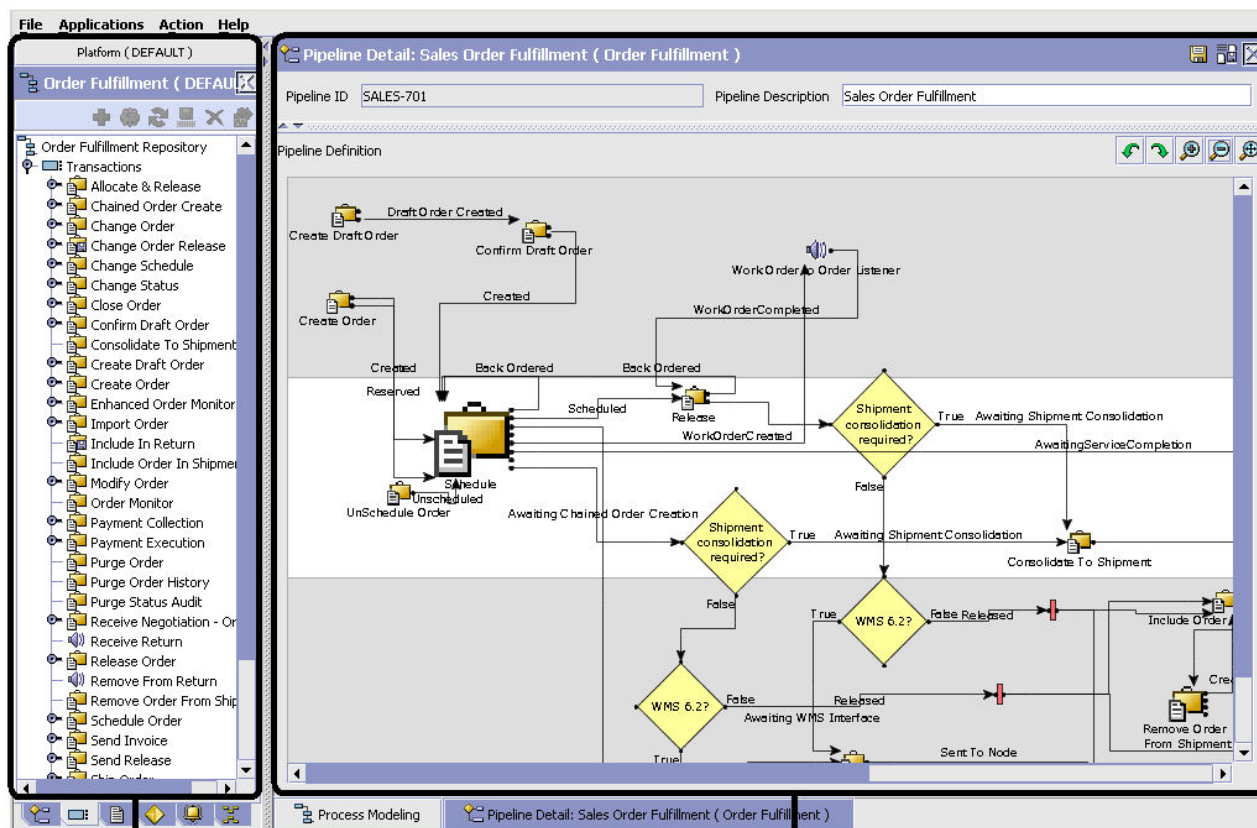 File Applications Action Help
Platform ( DEFAULT )
Order Fulfillment ( DEFAUL
Order Fulfillment Repository
Transactions
Allocate & Release
Chained Order Create
Change Order
Change Order Release
Change Schedule
Change Status
Close Order
Confirm Draft Order
Consolidate To Shipment
Create Draft Order
Create Order
Enhanced Order Monitor
Import Order
Include In Return
Include Order In Shipmer
Modify Order
Order Monitor
Payment Collection
Payment Execution
Purge Order
Purge Order History
Purge Status Audit
Receive Negotiation - Or
Receive Return
Release Order
Remove From Return
Remove Order From Ship
Schedule Order
Send Invoice
Send Release
Ship Order
Pipeline Detail: Sales Order Fulfillment ( Order Fulfillment )
Pipeline ID SALES-701 Pipeline Description Sales Order Fulfillment
Pipeline Definition
Draft Order Created
Create Draft Order
Confirm Draft Order
Work Order to Order Listener
Created
Create Order
WorkOrderCompleted
Created
Back Ordered
Back Ordered
Reserved
Scheduled
Release
Shipment consolidation required?
True
Awaiting Shipment Consolidation
WorkOrderCreated
AwaitingServiceCompletion
Schedule
Unscheduled
UnSchedule Order
False
Awaiting Chained Order Creation
Shipment consolidation required?
True
Awaiting Shipment Consolidation
Consolidate To Shipment
False
True
WMS 6.2?
False
Released
Include Order
WMS 6.2?
False
Released
Awaiting WMS Interface
Cre
Remove Order From Shipment
True
Sent To Node
Process Modeling
Pipeline Detail: Sales Order Fulfillment ( Order Fulfillment )